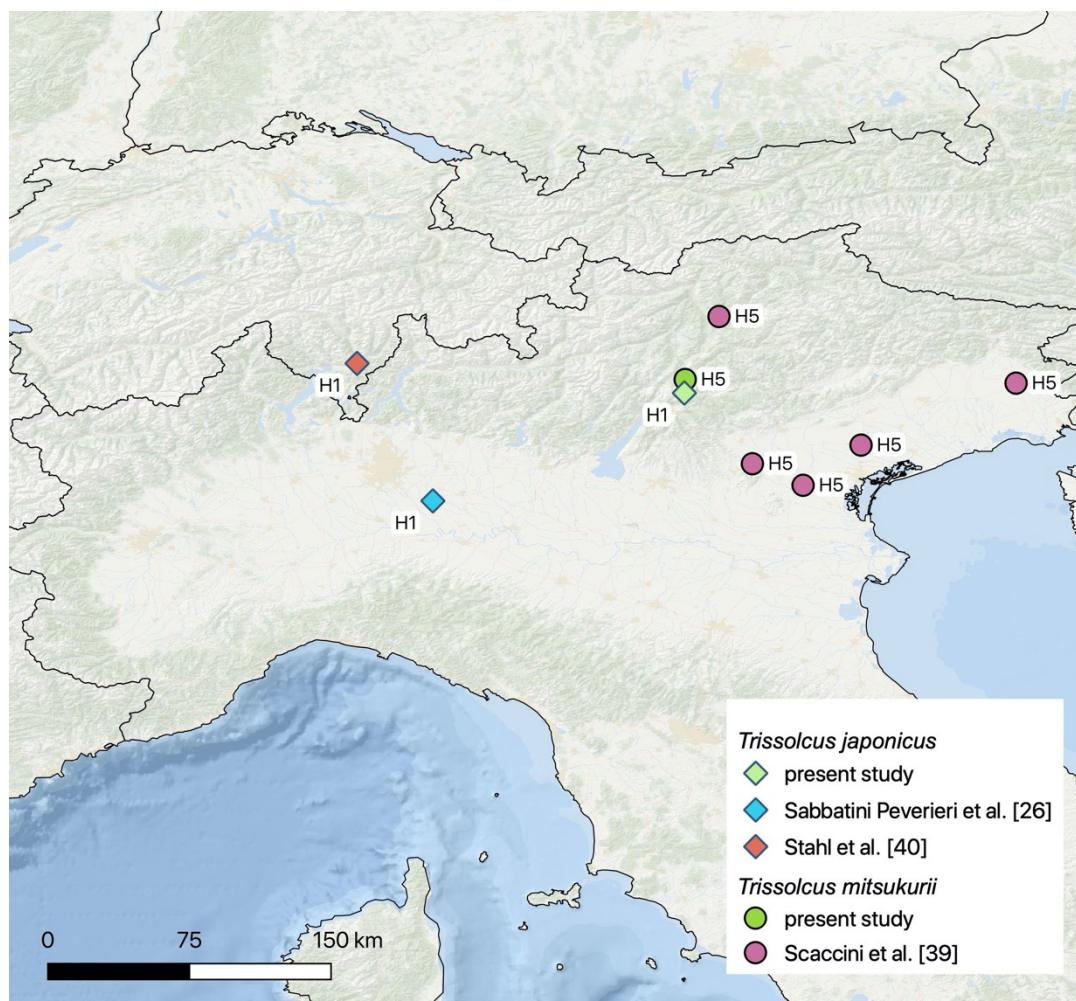 H5
H5
H1
H5
H1
H5
H5
H5
H1
Trissolcus japonicus
present study
Sabbatini Peverieri et al. [26]
Stahl et al. [40]
Trissolcus mitsukurii
present study
Scaccini et al. [39]
0 75 150 km